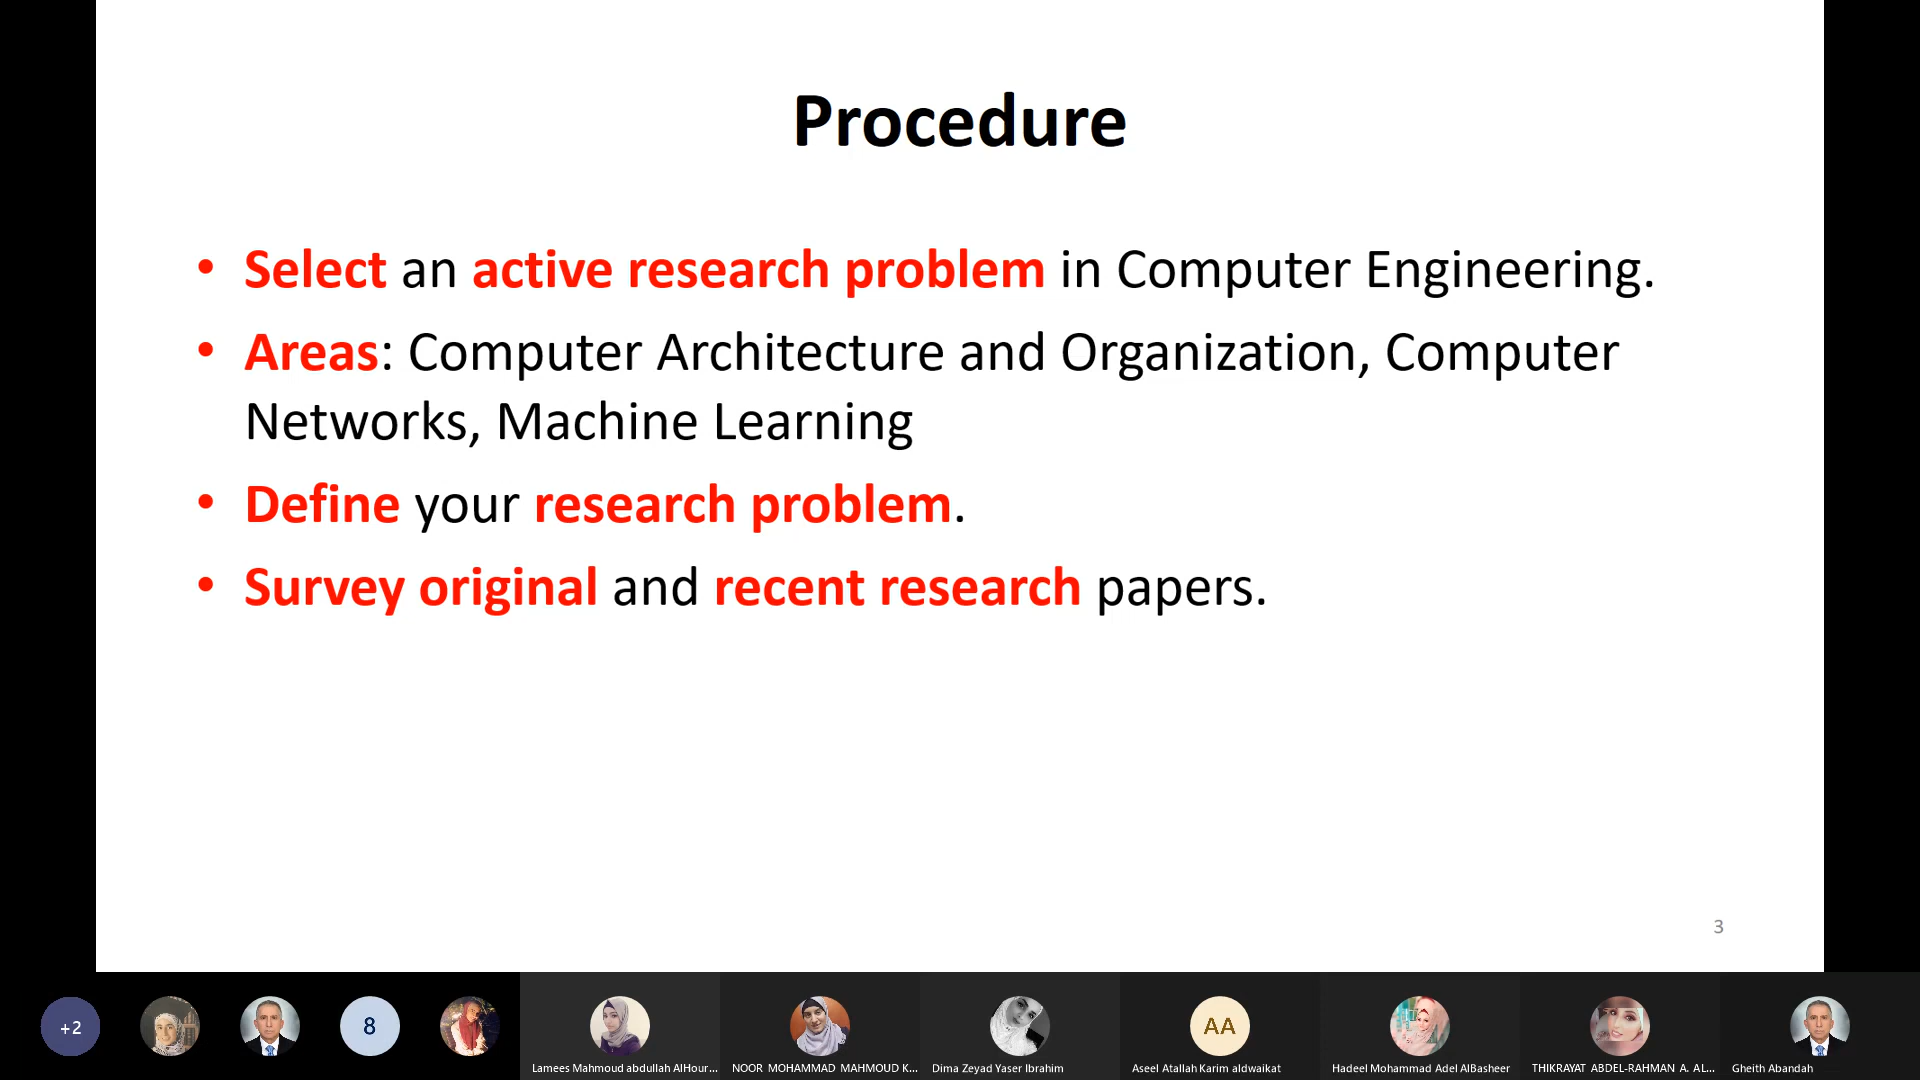 Procedure
• Select an active research problem in Computer Engineering.
• Areas: Computer Architecture and Organization, Computer
Networks, Machine Learning
• Define your research problem.
• Survey original and recent research papers.
3
+2
8
AA
Lamees Mahmoud abdullah AlHour...
NOOR MOHAMMAD MAHMOUD K...
Dima Zeyad Yaser Ibrahim
Aseel Atallah Karim aldwaikat
Hadeel Mohammad Adel AlBasheer
THIKRAYAT ABDEL-RAHMAN A. AL...
Gheith Abandah